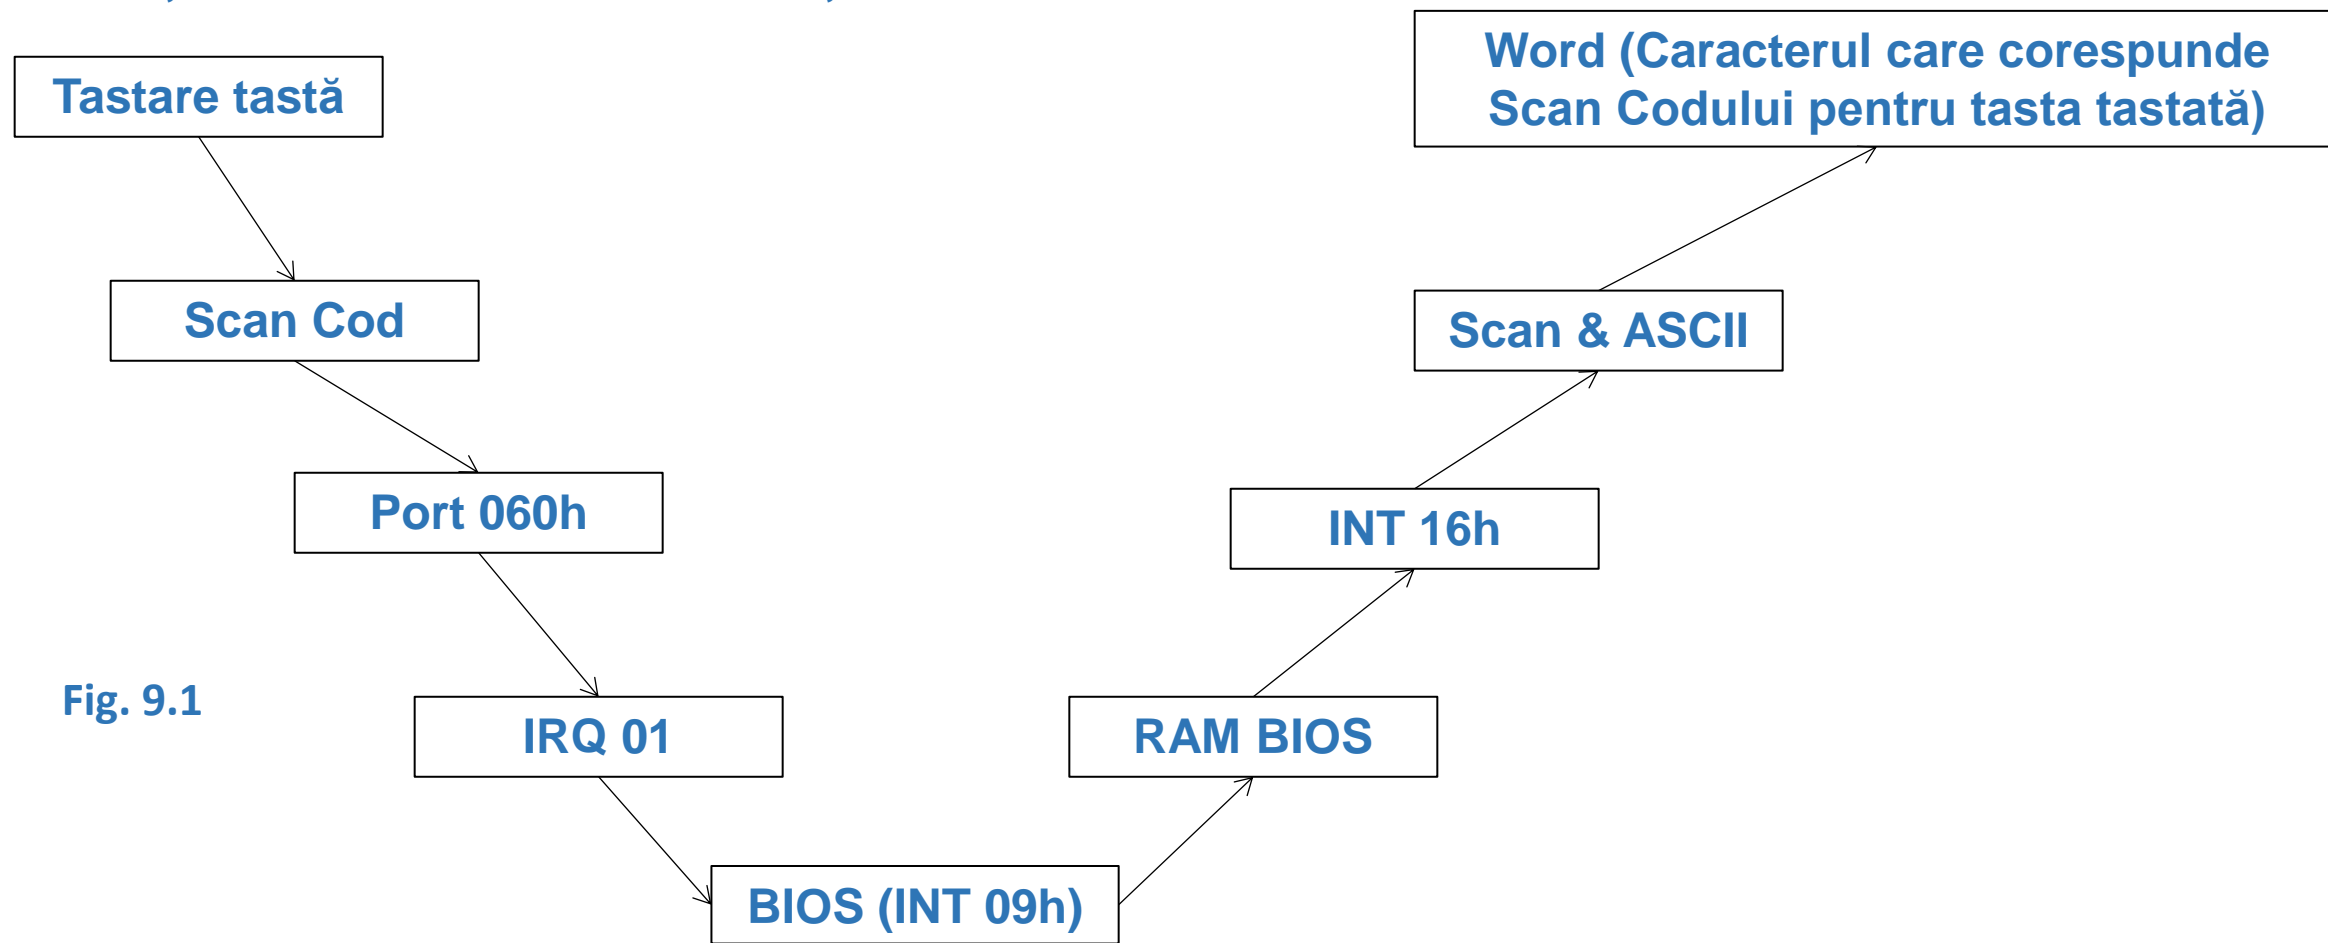 Tastare tastă
Scan Cod
Port 060h
IRQ 01
BIOS (INT 09h)
RAM BIOS
INT 16h
Scan & ASCII
Word (Caracterul care corespunde
Scan Codului pentru tasta tastată)
Fig. 9.1